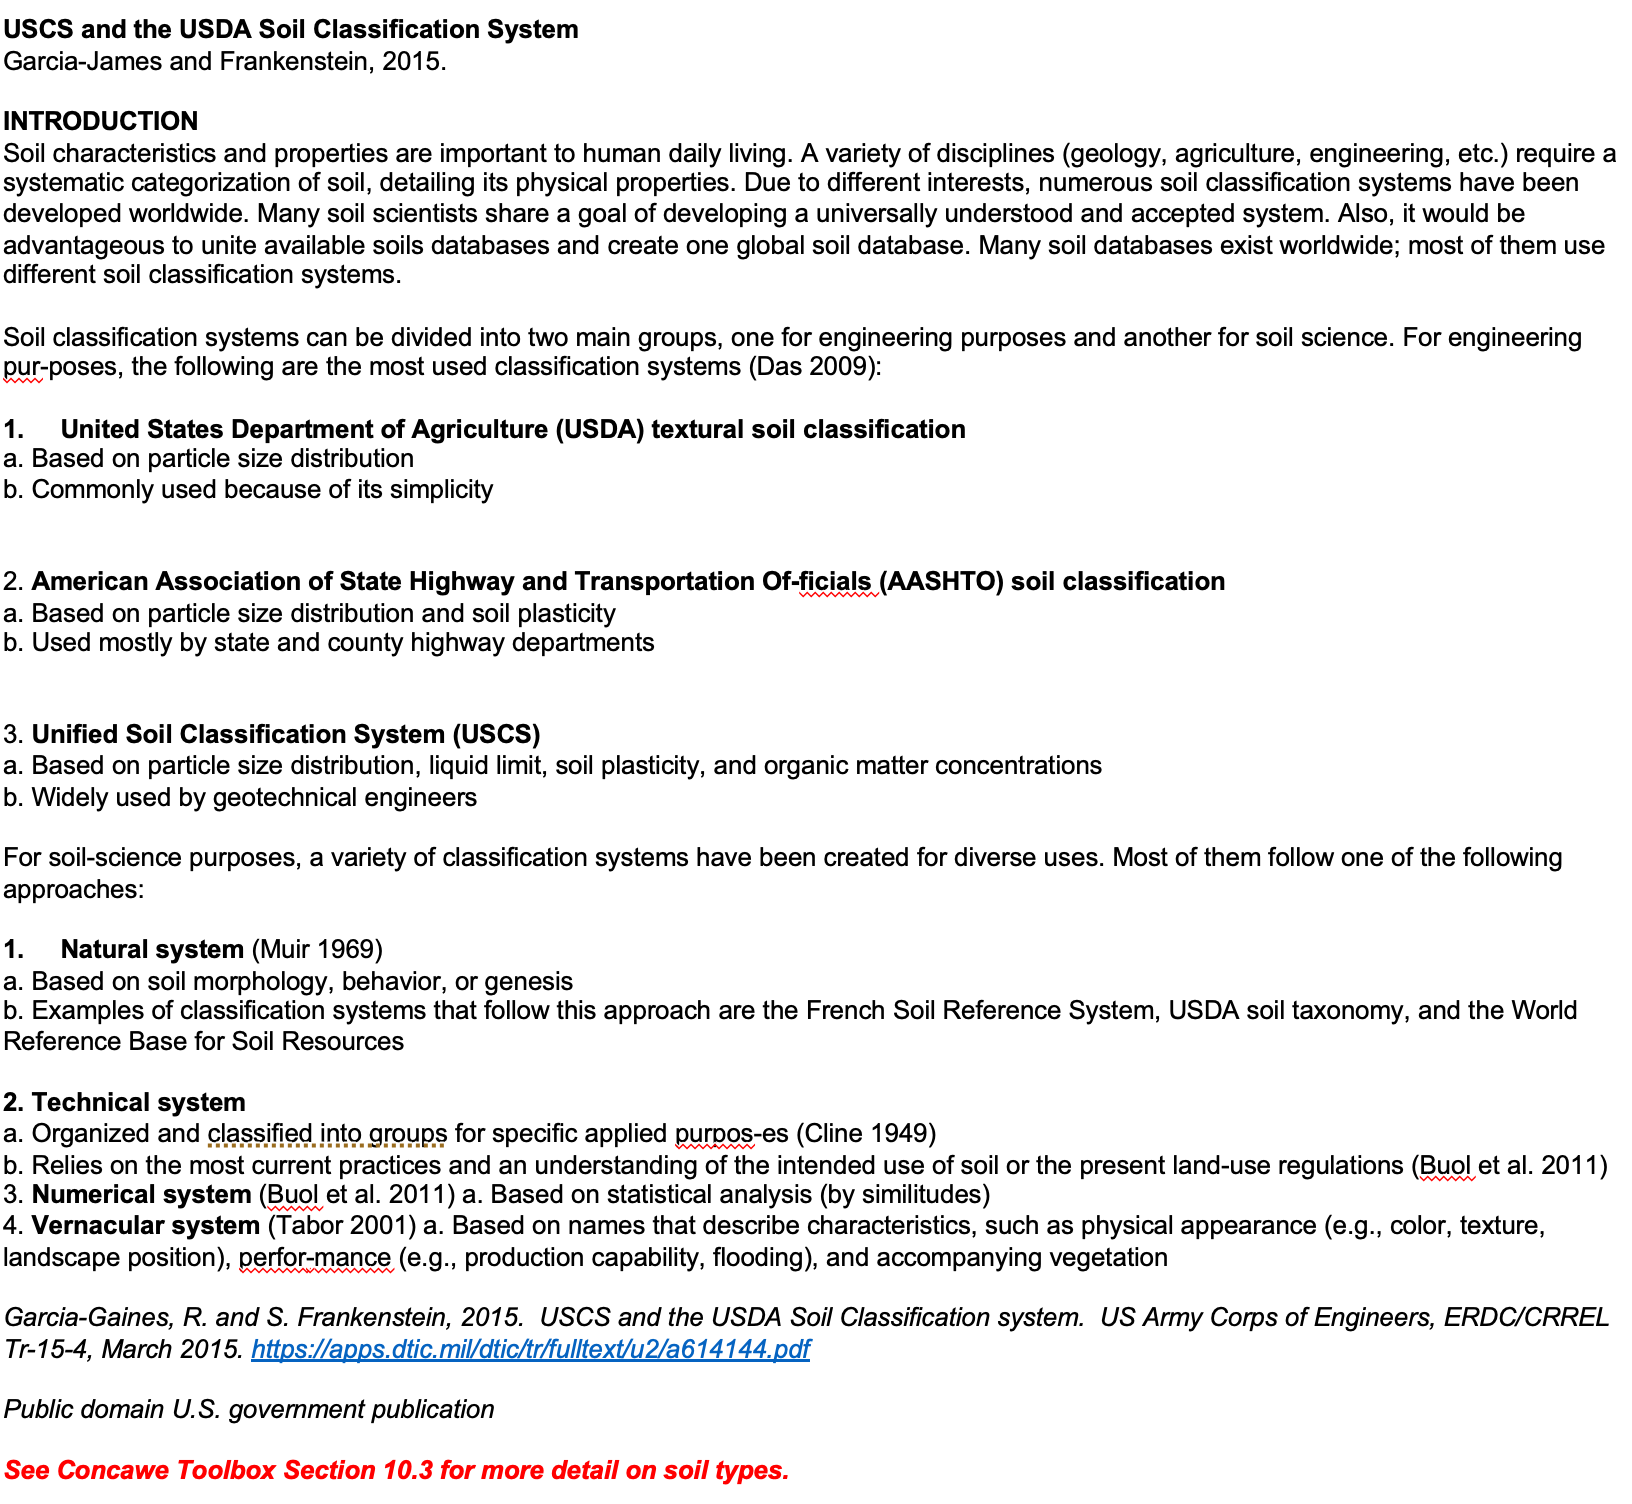 USCS and the USDA Soil Classification System
Garcia-James and Frankenstein, 2015.
INTRODUCTION
Soil characteristics and properties are important to human daily living. A variety of disciplines (geology, agriculture, engineering, etc.) require a
systematic categorization of soil, detailing its physical properties. Due to different interests, numerous soil classification systems have been
developed worldwide. Many soil scientists share a goal of developing a universally understood and accepted system. Also, it would be
advantageous to unite available soils databases and create one global soil database. Many soil databases exist worldwide; most of them use
different soil classification systems.
Soil classification systems can be divided into two main groups, one for engineering purposes and another for soil science. For engineering
pur-poses, the following are the most used classification systems (Das 2009):
1. United States Department of Agriculture (USDA) textural soil classification
a. Based on particle size distribution
b. Commonly used because of its simplicity
2. American Association of State Highway and Transportation Of-ficials (AASHTO) soil classification
a. Based on particle size distribution and soil plasticity
b. Used mostly by state and county highway departments
3. Unified Soil Classification System (USCS)
a. Based on particle size distribution, liquid limit, soil plasticity, and organic matter concentrations
b. Widely used by geotechnical engineers
For soil-science purposes, a variety of classification systems have been created for diverse uses. Most of them follow one of the following
approaches:
1. Natural system (Muir 1969)
a. Based on soil morphology, behavior, or genesis
b. Examples of classification systems that follow this approach are the French Soil Reference System, USDA soil taxonomy, and the World
Reference Base for Soil Resources
2. Technical system
a. Organized and classified into groups for specific applied purpos-es (Cline 1949)
b. Relies on the most current practices and an understanding of the intended use of soil or the present land-use regulations (Buol et al. 2011)
3. Numerical system (Buol et al. 2011) a. Based on statistical analysis (by similitudes)
4. Vernacular system (Tabor 2001) a. Based on names that describe characteristics, such as physical appearance (e.g., color, texture,
landscape position), perfor-mance (e.g., production capability, flooding), and accompanying vegetation
Garcia-Gaines, R. and S. Frankenstein, 2015. USCS and the USDA Soil Classification system. US Army Corps of Engineers, ERDC/CRREL
Tr-15-4, March 2015. https://apps.dtic.mil/dtic/tr/fulltext/u2/a614144.pdf
Public domain U.S. government publication
See Concawe Toolbox Section 10.3 for more detail on soil types.